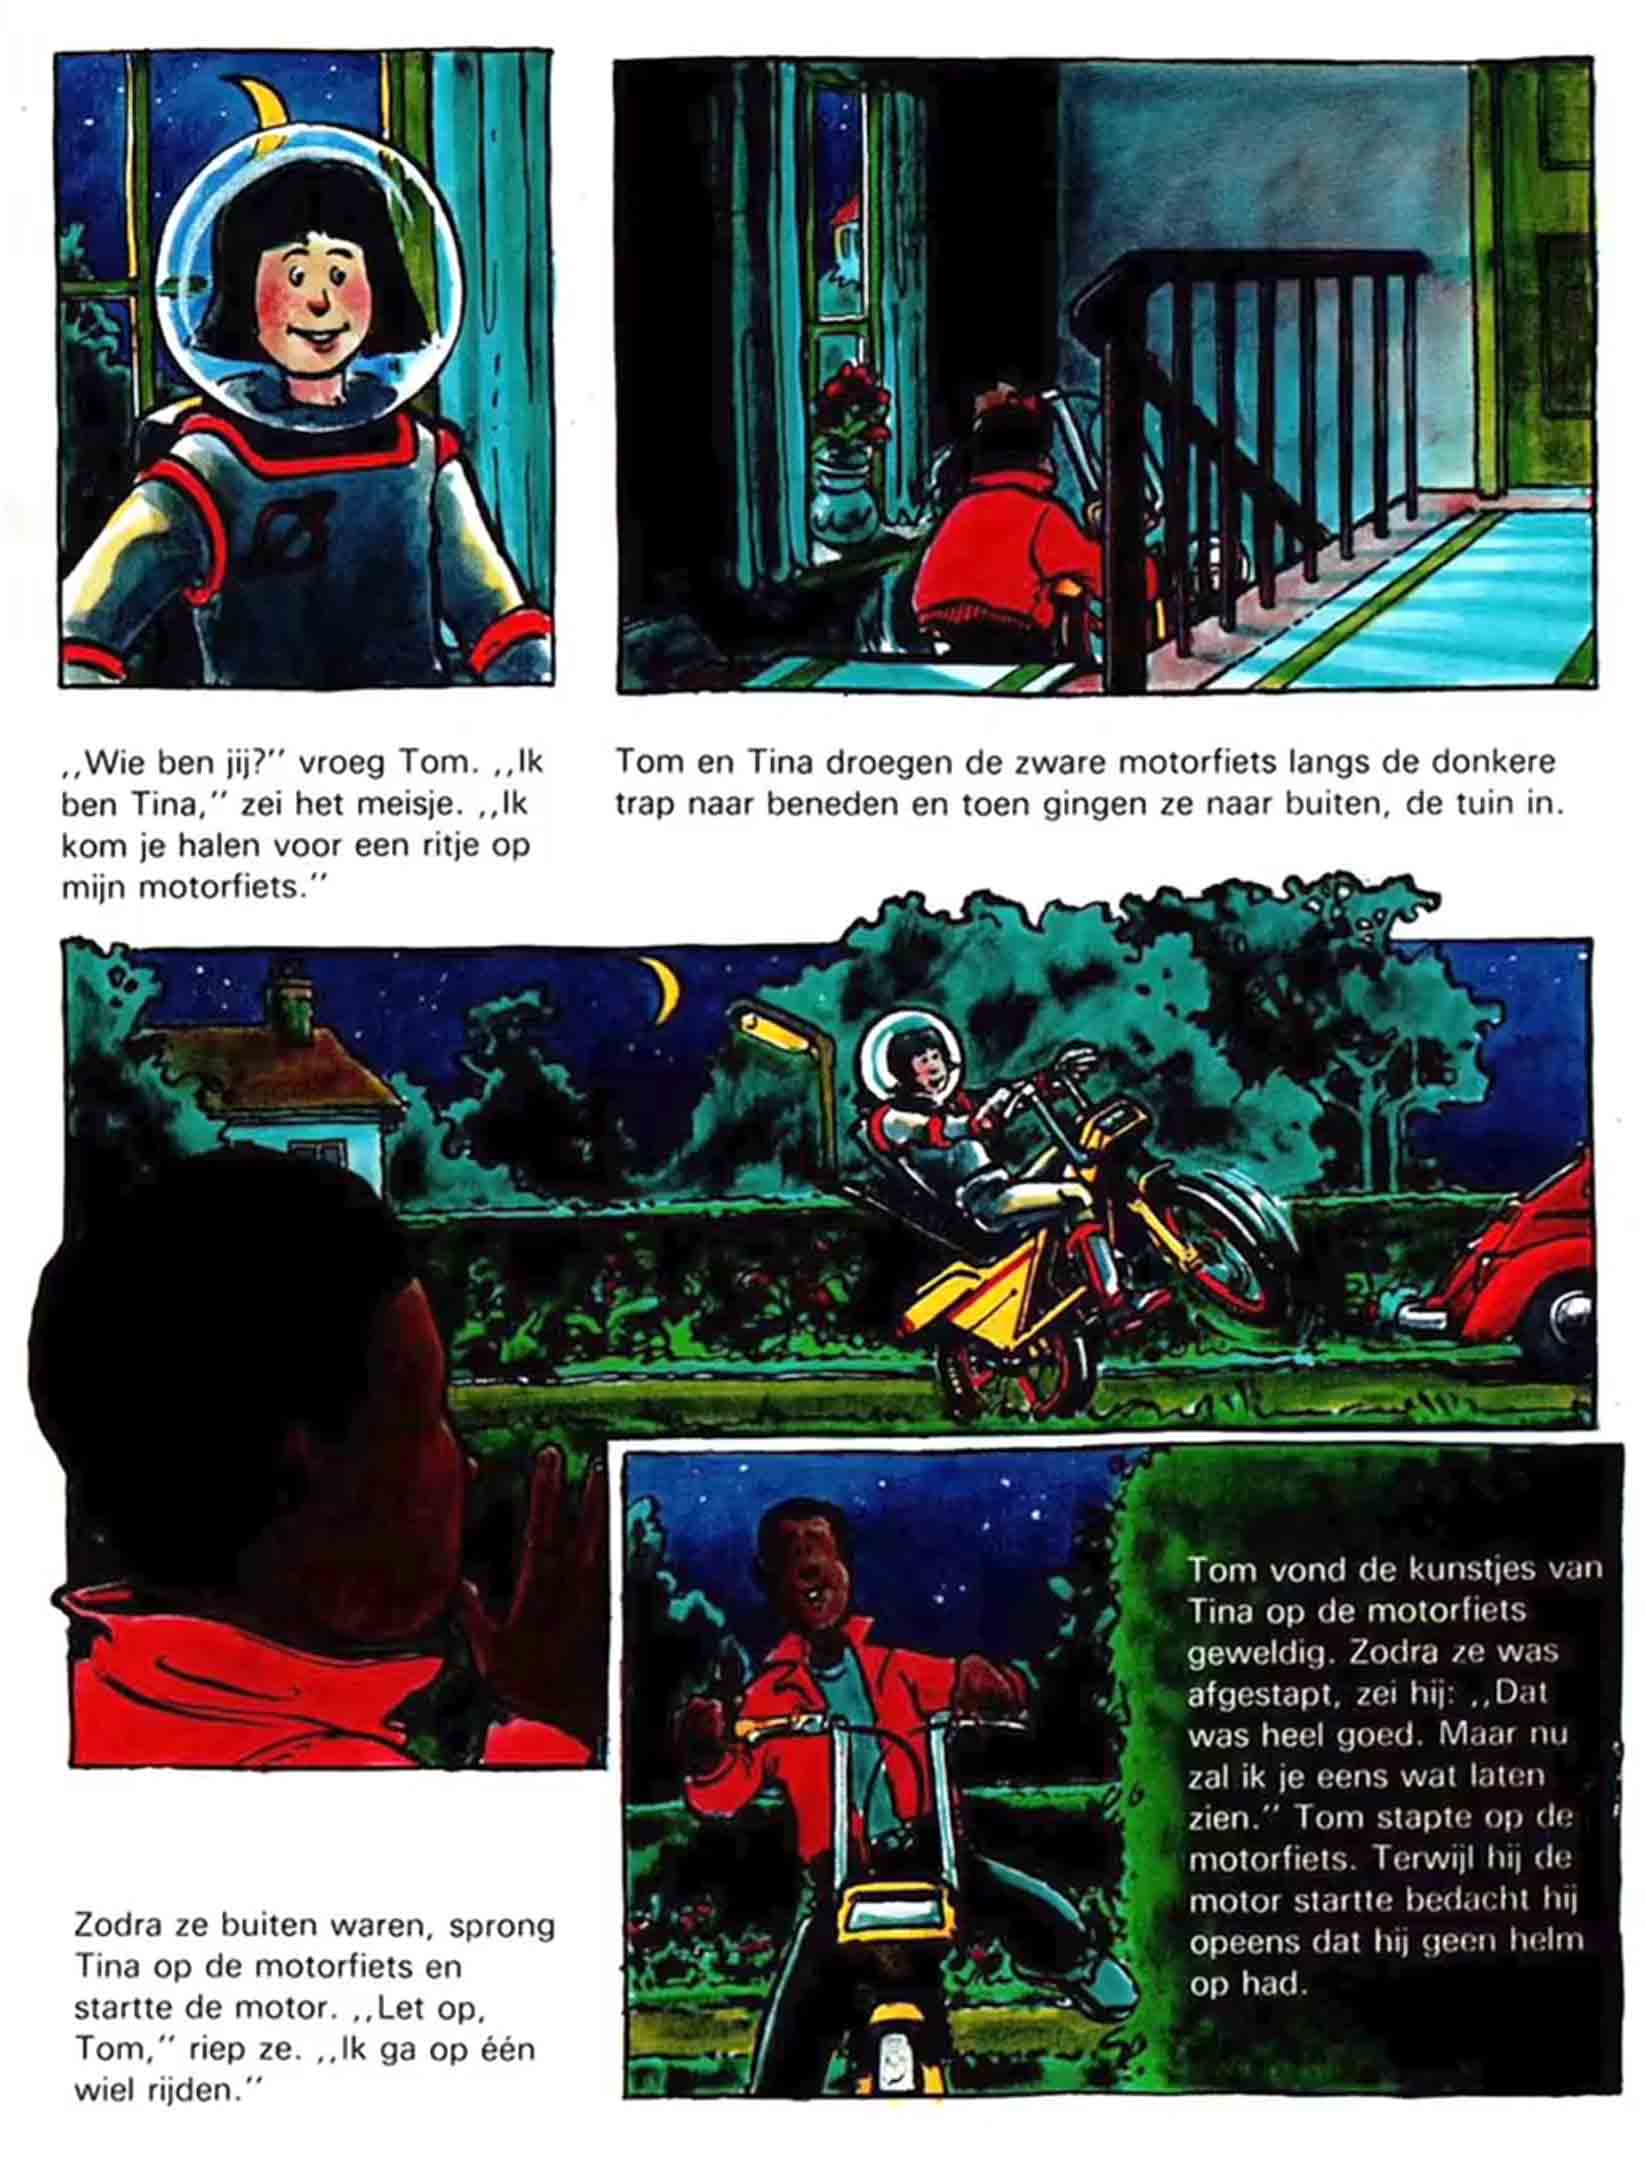 ,,Wie ben jij?'' vroeg Tom. ,,Ik
ben Tina,'' zei het meisje. ,,Ik
kom je halen voor een ritje op
mijn motorfiets.''
Tom en Tina droegen de zware motorfiets langs de donkere
trap naar beneden en toen gingen ze naar buiten, de tuin in.
Zodra ze buiten waren, sprong
Tina op de motorfiets en
startte de motor. ,,Let op,
Tom,'' riep ze. ,,Ik ga op één
wiel rijden.''
Tom vond de kunstjes van
Tina op de motorfiets
geweldig. Zodra ze was
afgestapt, zei hij: ,,Dat
was heel goed. Maar nu
zal ik je eens wat laten
zien.'' Tom stapte op de
motorfiets. Terwijl hij de
motor startte bedacht hij
opeens dat hij geen helm
op had.